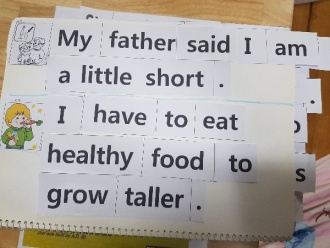 My father said I am
a little short .
I have to eat
healthy food to
grow taller .